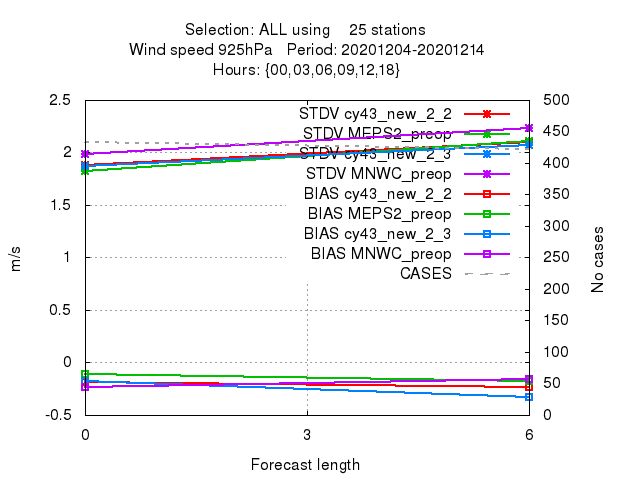 Selection: ALL using 25 stations
Wind speed 925hPa Period: 20201204-20201214
Hours: {00,03,06,09,12,18}
2.5 500
STDV cy43_new_2_2
450
STDV MEPS2_preop
2 STDV cy43_new_2_3 400
STDV MNWC_preop
350
BIAS cy43_new_2_2
1.5 BIAS MEPS2_preop
300
BIAS cy43_new_2_3
1 BIAS MNWC_preop 250
CASES
200
0.5
150
100
0
50
-0.5 0
0 3 6
m/s
No cases
Forecast length